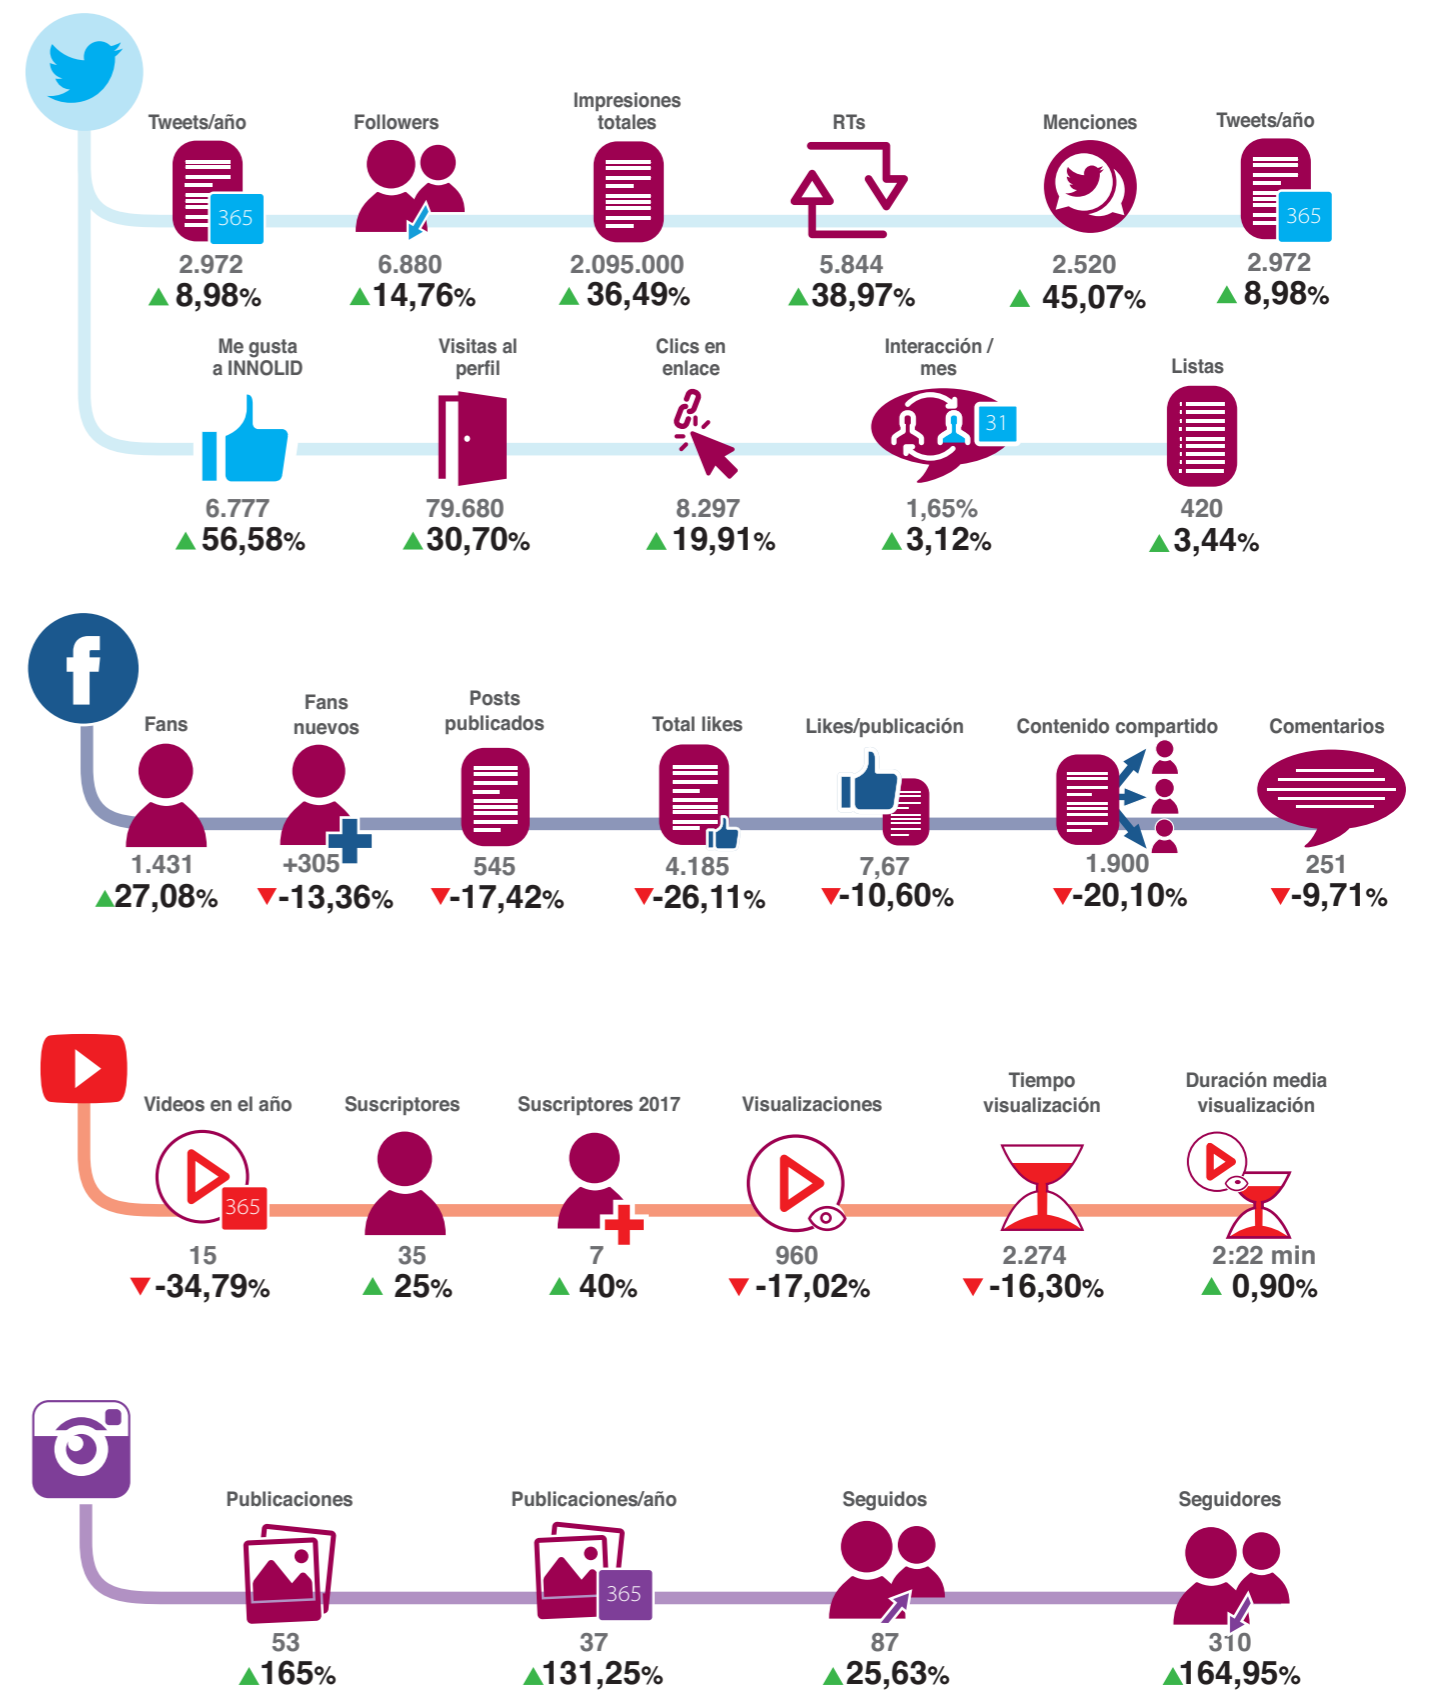 Tweets/año
Followers
Impresiones
totales
RTs
Menciones
Tweets/año
365
365
2.972
6.880
2.095.000
5.844
2.520
2.972
8,98%
14,76%
36,49%
38,97%
45,07%
8,98%
Me gusta
a INNOLID
Visitas al
perfil
Clics en
enlace
Interacción /
mes
Listas
31
6.777
79.680
8.297
1,65%
420
56,58%
30,70%
19,91%
3,12%
3,44%
f
Fans
Fans
nuevos
Posts
publicados
Total likes
Likes/publicación
Contenido compartido
Comentarios
1.431
+305
545
4.185
7,67
1.900
251
27,08%
-13,36%
-17,42%
-26,11%
-10,60%
-20,10%
-9,71%
Videos en el año
Suscriptores
Suscriptores 2017
Visualizaciones
Tiempo
visualización
Duración media
visualización
365
15
35
7
960
2.274
2:22 min
-34,79%
25%
40%
-17,02%
-16,30%
0,90%
Publicaciones
Publicaciones/año
Seguidos
Seguidores
365
53
37
87
310
165%
131,25%
25,63%
164,95%